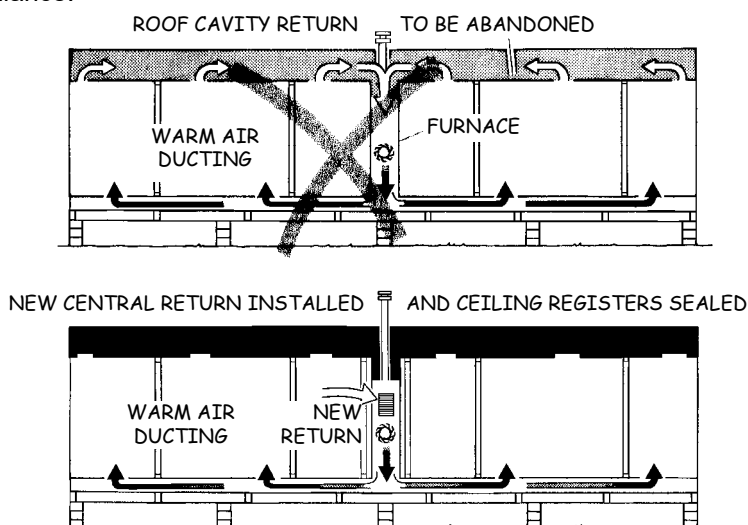 ROOF CAVITY RETURN TO BE ABANDONED
FURNACE
WARM AIR
DUCTING
NEW CENTRAL RETURN INSTALLED AND CEILING REGISTERS SEALED
WARM AIR
DUCTING
NEW
RETURN